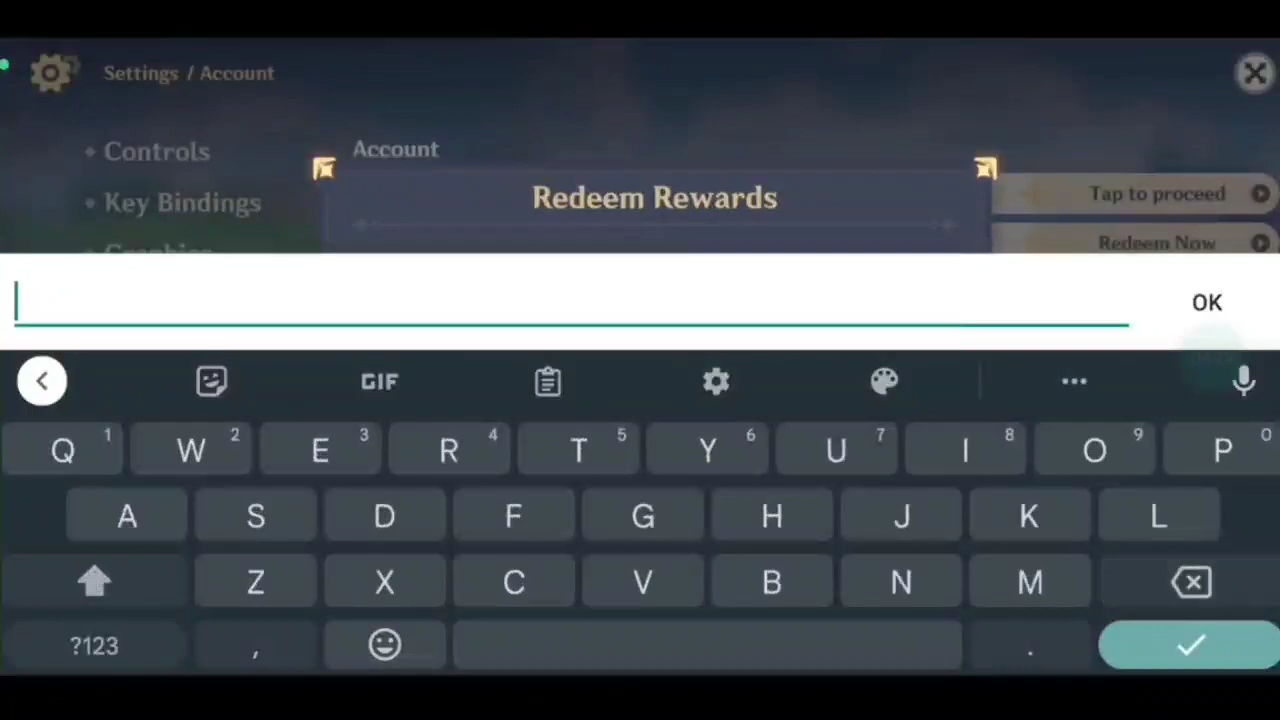 Settings / Account
Controls
Account
Redeem Rewards
Key Bindings
Tap to proceed
Graphics
Redeem Now
OK
GIF
Q 1 W 2 E 3 R 4 T 5 Y 6 U 7 I 8 O 9 P 0
A S D F G H J K L
Z X C V B N M
?123 , .